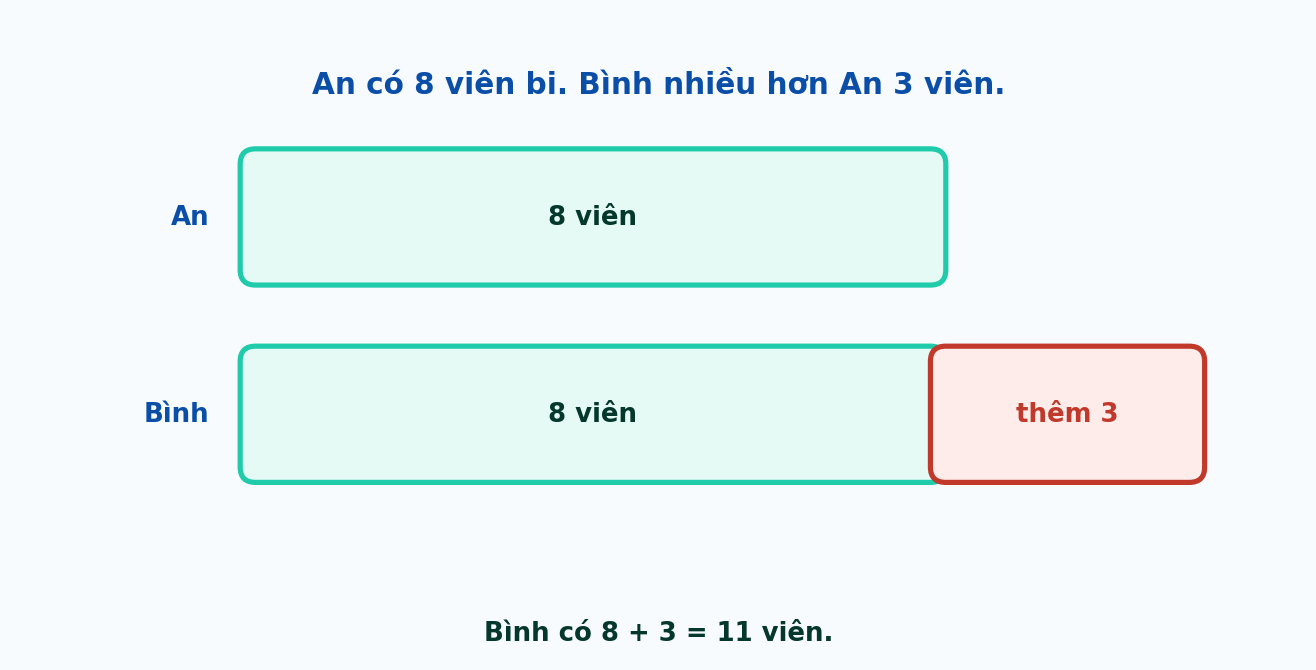 An có 8 viên bi. Bình nhiều hơn An 3 viên.
An
8 viên
Bình
8 viên
thêm 3
Bình có 8 + 3 = 11 viên.